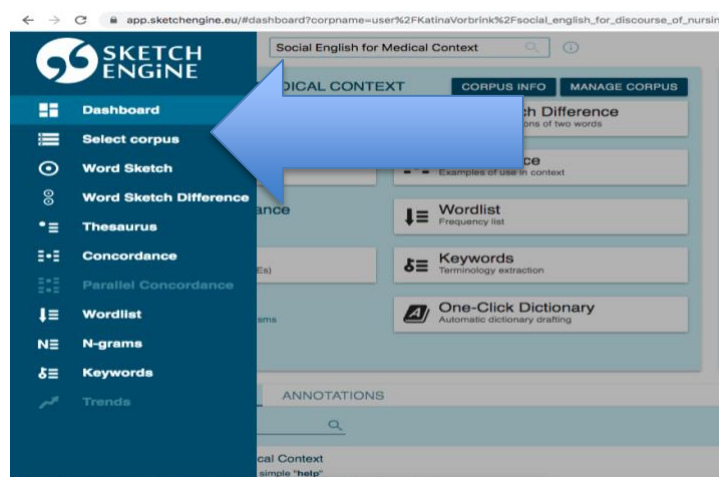 app.sketchengine.eu/#dashboard?corpname=user%2FKatinaVorbrink%2Fsocial_english_for_discourse_of_nursin
SKETCH
ENGINE
Social English for Medical Context
DICAL CONTEXT
CORPUS INFO
MANAGE CORPUS
Dashboard
Select corpus
Word Sketch
Word Sketch Difference
Thesaurus
Concordance
Parallel Concordance
Wordlist
N-grams
Keywords
Trends
ch Difference
ons of two words
ce
Examples of use in context
ance
Wordlist
Frequency list
Es)
Keywords
Terminology extraction
sms
One-Click Dictionary
Automatic dictionary drafting
ANNOTATIONS
cal Context
simple "help"